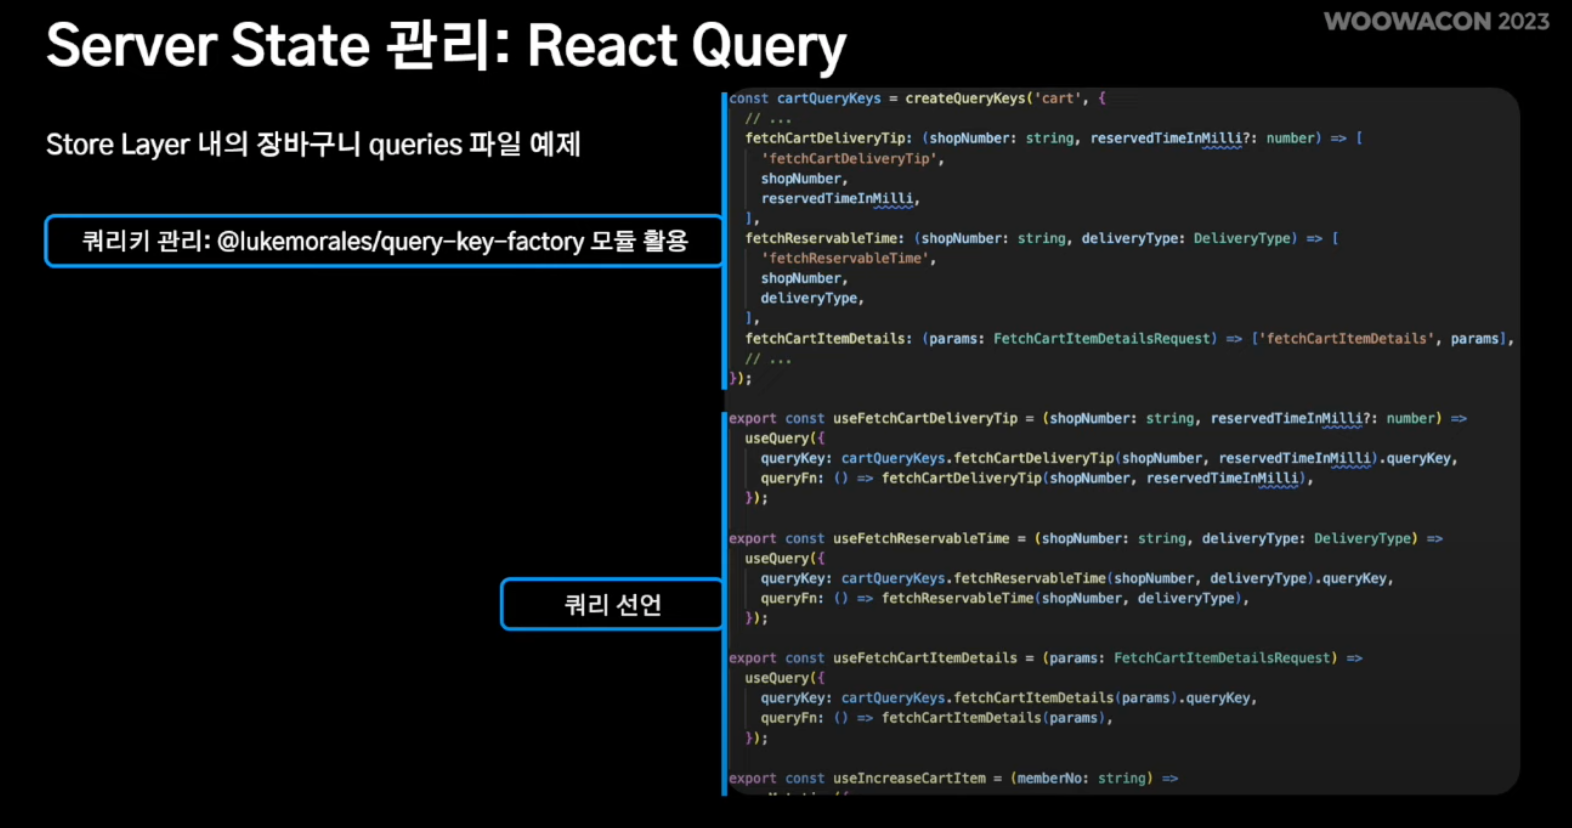 WOOWACON 2023
Server State 관리: React Query
Store Layer 내의 장바구니 queries 파일 예제
쿼리키 관리: @lukemorales/query-key-factory 모듈 활용
const cartQueryKeys = createQueryKeys('cart', {
// ...
fetchCartDeliveryTip: (shopNumber: string, reservedTimeInMilli?: number) => [
'fetchCartDeliveryTip',
shopNumber,
reservedTimeInMilli,
],
fetchReservableTime: (shopNumber: string, deliveryType: DeliveryType) => [
'fetchReservableTime',
shopNumber,
deliveryType,
],
fetchCartItemDetails: (params: FetchCartItemDetailsRequest) => ['fetchCartItemDetails', params],
// ...
});
쿼리 선언
export const useFetchCartDeliveryTip = (shopNumber: string, reservedTimeInMilli?: number) =>
useQuery({
queryKey: cartQueryKeys.fetchCartDeliveryTip(shopNumber, reservedTimeInMilli).queryKey,
queryFn: () => fetchCartDeliveryTip(shopNumber, reservedTimeInMilli),
});
export const useFetchReservableTime = (shopNumber: string, deliveryType: DeliveryType) =>
useQuery({
queryKey: cartQueryKeys.fetchReservableTime(shopNumber, deliveryType).queryKey,
queryFn: () => fetchReservableTime(shopNumber, deliveryType),
});
export const useFetchCartItemDetails = (params: FetchCartItemDetailsRequest) =>
useQuery({
queryKey: cartQueryKeys.fetchCartItemDetails(params).queryKey,
queryFn: () => fetchCartItemDetails(params),
});
export const useIncreaseCartItem = (memberNo: string) =>